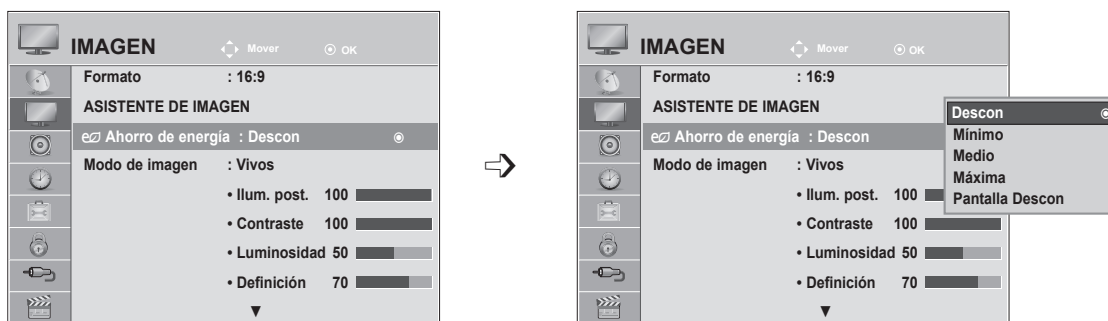 IMAGEN Mover OK
Formato : 16:9
ASISTENTE DE IMAGEN
Ahorro de energía : Descon
Modo de imagen : Vivos
• Ilum. post. 100
• Contraste 100
• Luminosidad 50
• Definición 70
IMAGEN Mover OK
Formato : 16:9
ASISTENTE DE IMAGEN
Ahorro de energía : Descon
Modo de imagen : Vivos
• Ilum. post. 100
• Contraste 100
• Luminosidad 50
• Definición 70
Descon
Mínimo
Medio
Máxima
Pantalla Descon